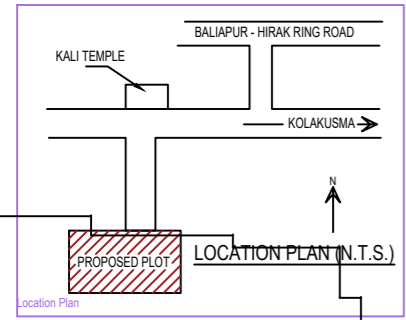 BALIAPUR - HIRAK RING ROAD
KALI TEMPLE
KOLAKUSMA
N
PROPOSED PLOT
LOCATION PLAN (N.T.S.)
Location Plan